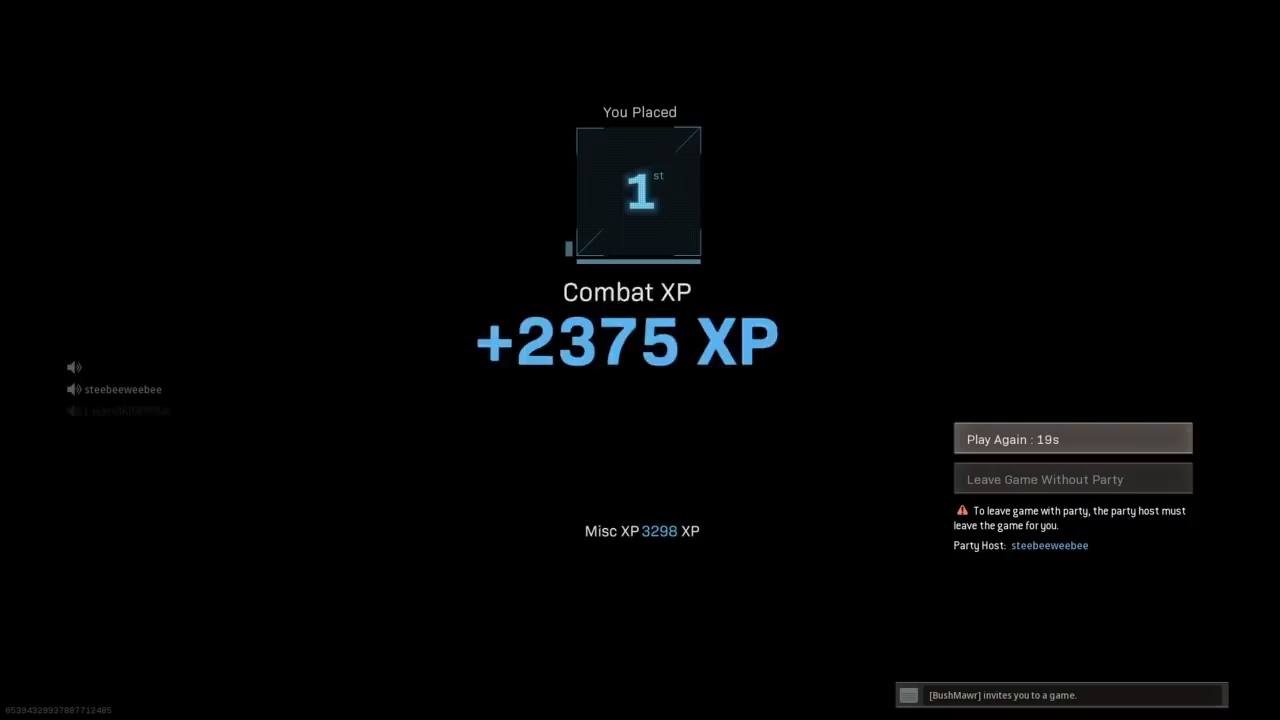 You Placed
1st
Combat XP
+2375 XP
steebeeweebee
Play Again : 19s
Leave Game Without Party
To leave game with party, the party host must
leave the game for you.
Party Host: steebeeweebee
Misc XP 3298 XP
[BushMawr] invites you to a game.